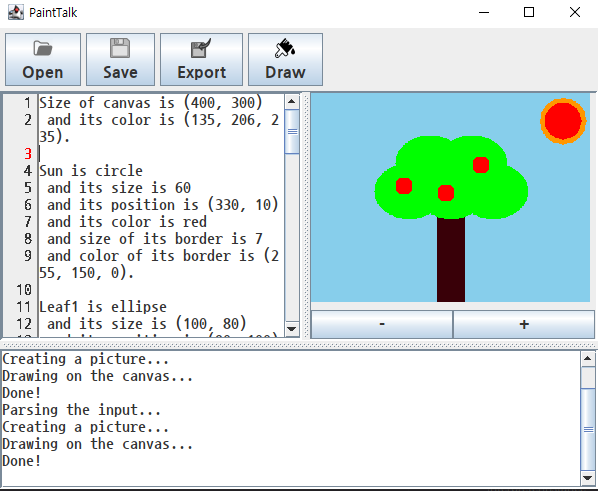 PaintTalk
Open Save Export Draw
1 Size of canvas is (400, 300)
2 and its color is (135, 206, 2
35).
3
4 Sun is circle
5 and its size is 60
6 and its position is (330, 10)
7 and its color is red
8 and size of its border is 7
9 and color of its border is (2
55, 150, 0).
10
11 Leaf1 is ellipse
12 and its size is (100, 80)
- +
Creating a picture...
Drawing on the canvas...
Done!
Parsing the input...
Creating a picture...
Drawing on the canvas...
Done!